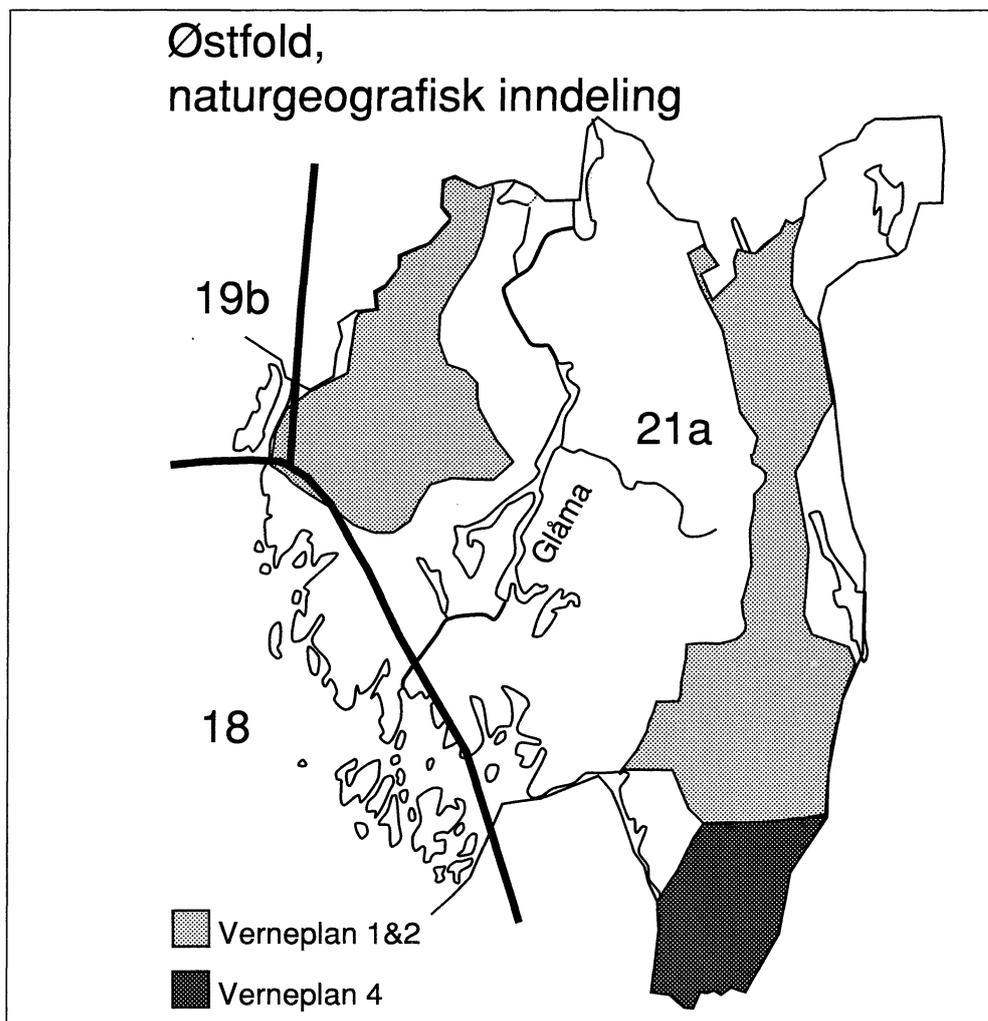 Østfold,
naturgeografisk inndeling
19b
21a
Glåma
18
Verneplan 1&2
Verneplan 4